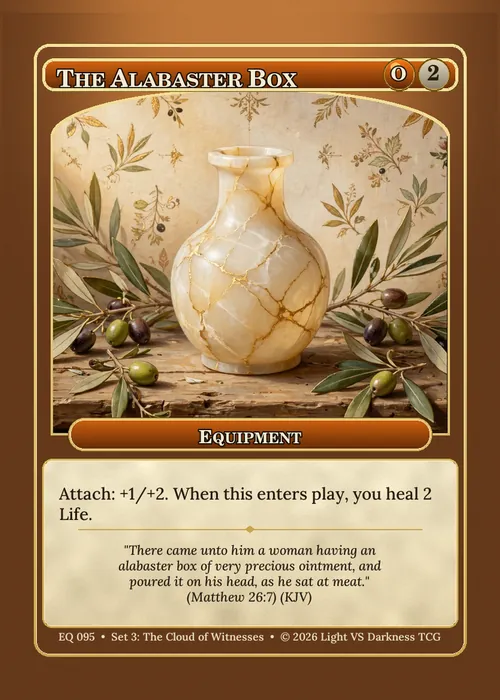 The Alabaster Box O 2
Equipment
Attach: +1/+2. When this enters play, you heal 2
Life.
"There came unto him a woman having an
alabaster box of very precious ointment, and
poured it on his head, as he sat at meat."
(Matthew 26:7) (KJV)
EQ 095 • Set 3: The Cloud of Witnesses • © 2026 Light VS Darkness TCG